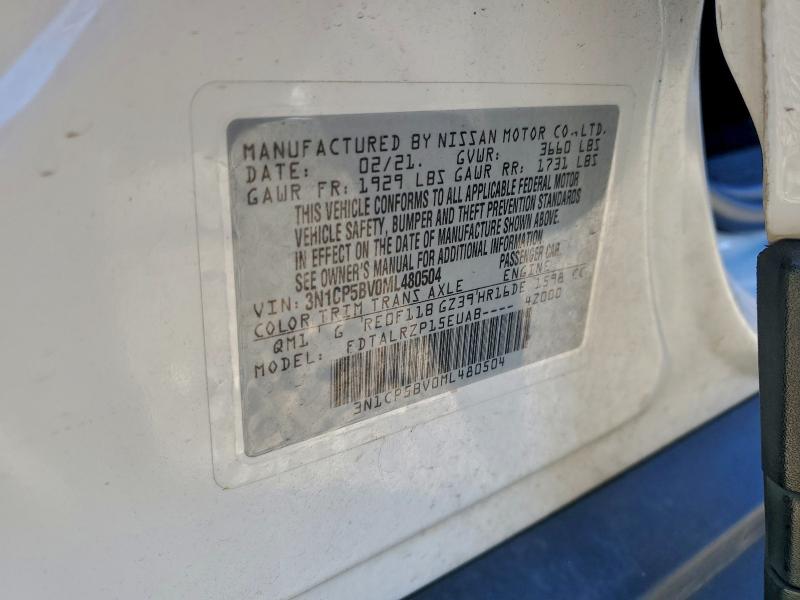 MANUFACTURED BY NISSAN MOTOR CO.,LTD.
DATE: 02/21. GVWR: 3660 LBS
GAWR FR: 1929 LBS GAWR RR: 1731 LBS
THIS VEHICLE CONFORMS TO ALL APPLICABLE FEDERAL MOTOR
VEHICLE SAFETY, BUMPER AND THEFT PREVENTION STANDARDS
IN EFFECT ON THE DATE OF MANUFACTURE SHOWN ABOVE.
SEE OWNER'S MANUAL FOR ADDITIONAL INFORMATION.
VIN: 3N1CP5BV0ML480504 PASSENGER CAR.
COLOR TRIM TRANS AXLE ENGINE
QM1 G RE0F11B GZ39 HR16DE 1598 CC
MODEL: FDTALRZP15EUA8---- 42000
3N1CP5BV0ML480504